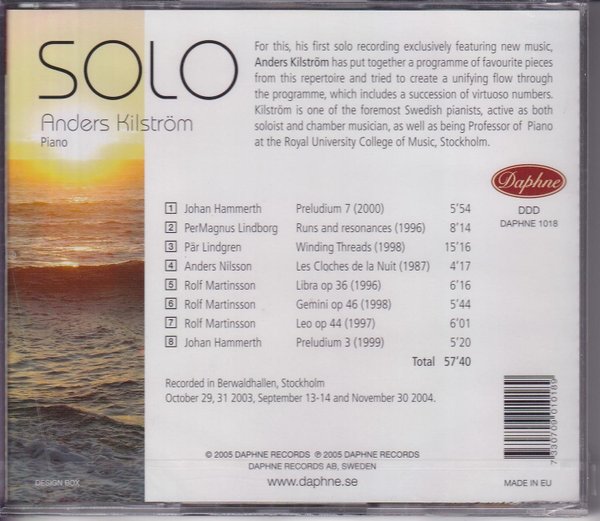 SOLO
Anders Kilström
Piano
For this, his first solo recording exclusively featuring new music,
Anders Kilström has put together a programme of favourite pieces
from this repertoire and tried to create a unifying flow through
the programme, which includes a succession of virtuoso numbers.
Kilström is one of the foremost Swedish pianists, active as both
soloist and chamber musician, as well as being Professor of Piano
at the Royal University College of Music, Stockholm.
Daphne
DDD
DAPHNE 1018
1 Johan Hammerth Preludium 7 (2000) 5'54
2 PerMagnus Lindborg Runs and resonances (1996) 8'14
3 Pär Lindgren Winding Threads (1998) 15'16
4 Anders Nilsson Les Cloches de la Nuit (1987) 4'17
5 Rolf Martinsson Libra op 36 (1996) 6'16
6 Rolf Martinsson Gemini op 46 (1998) 5'44
7 Rolf Martinsson Leo op 44 (1997) 6'01
8 Johan Hammerth Preludium 3 (1999) 5'20
Total 57'40
Recorded in Berwaldhallen, Stockholm
October 29, 31 2003, September 13-14 and November 30 2004.
7 330709 010189
© 2005 DAPHNE RECORDS ℗ 2005 DAPHNE RECORDS
DAPHNE RECORDS AB, SWEDEN
www.daphne.se
DESIGN BOX
MADE IN EU